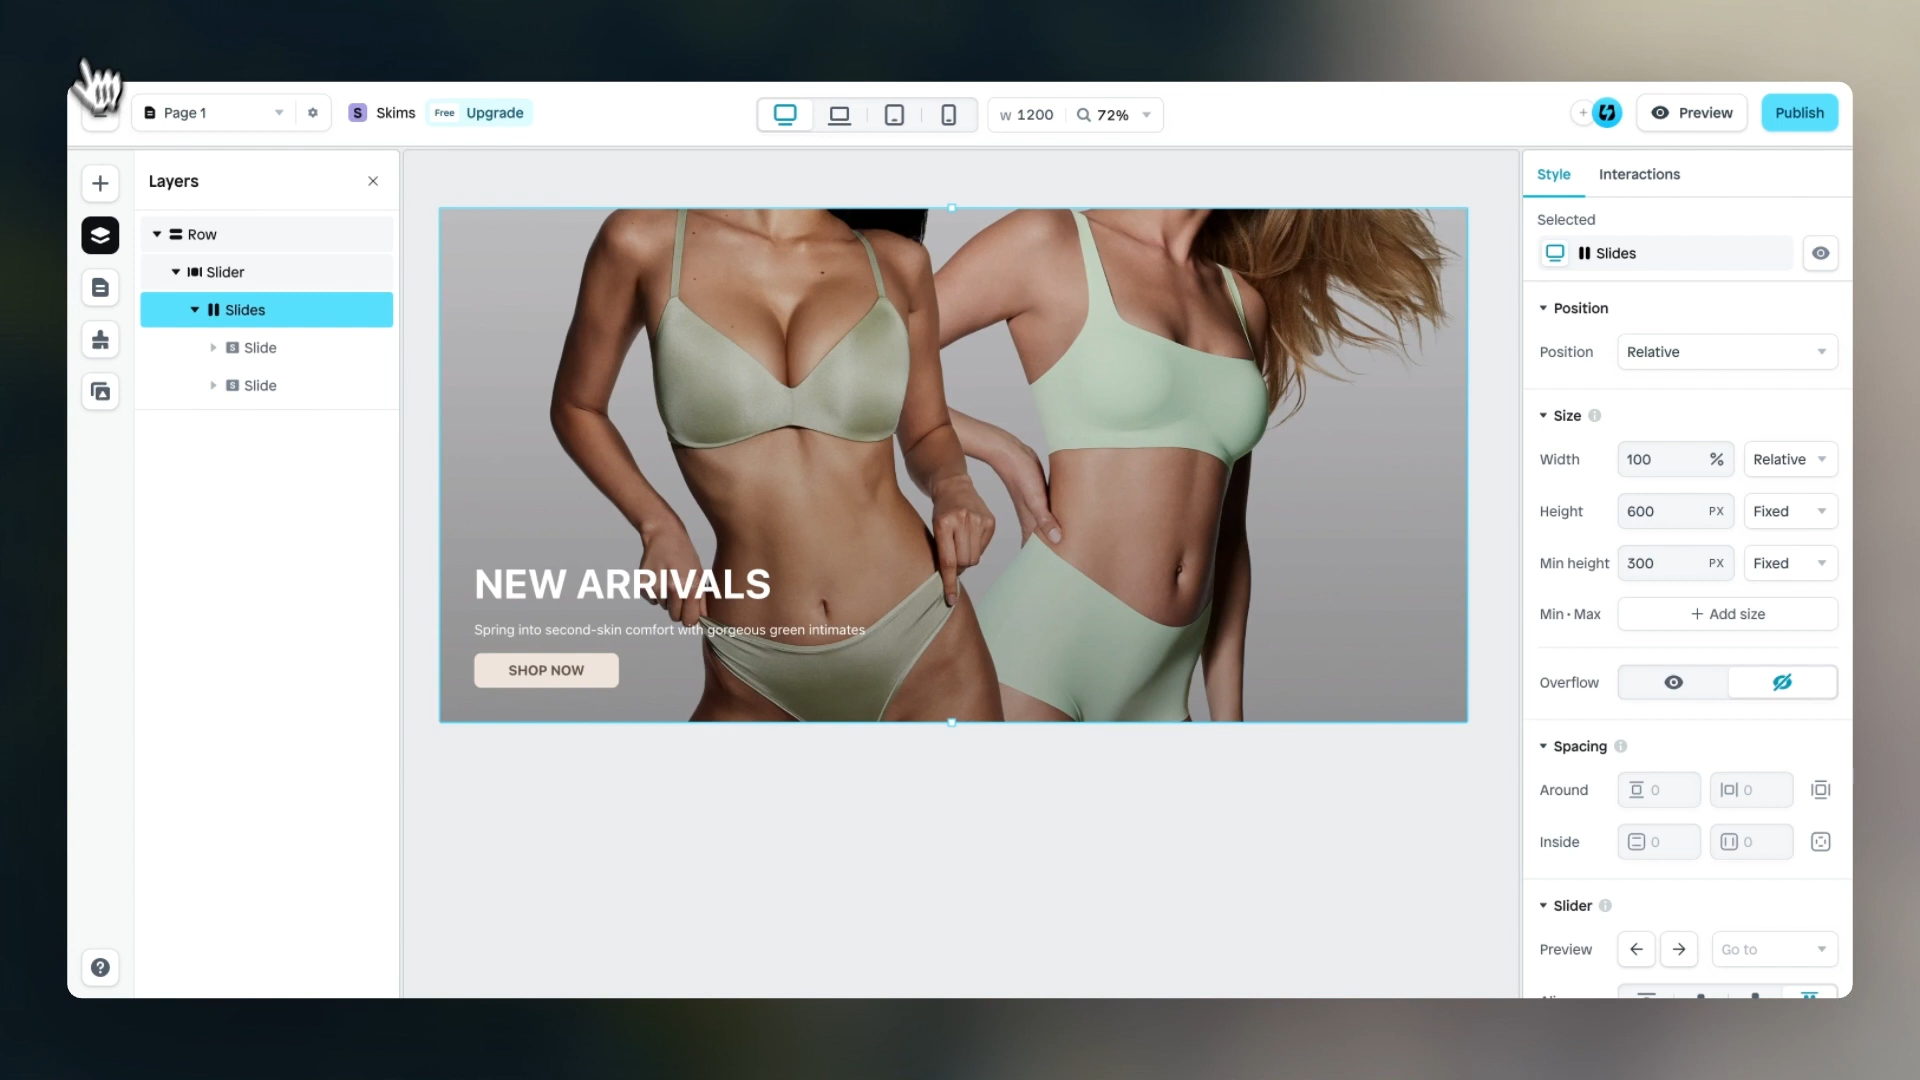 Page 1
S Skims
Free Upgrade
W 1200
72%
Preview
Publish
Layers
Row
Slider
Slides
S Slide
S Slide
NEW ARRIVALS
Spring into second-skin comfort with gorgeous green intimates
SHOP NOW
Style Interactions
Selected
Slides
Position
Position Relative
Size
Width 100 % Relative
Height 600 PX Fixed
Min height 300 PX Fixed
Min · Max + Add size
Overflow
Spacing
Around 0 0
Inside 0 0
Slider
Preview Go to